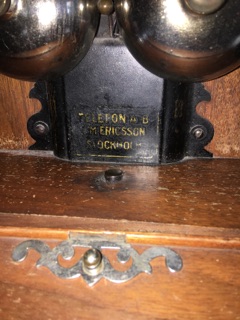 TELEFON A B
L M ERICSSON
STOCKHOLM